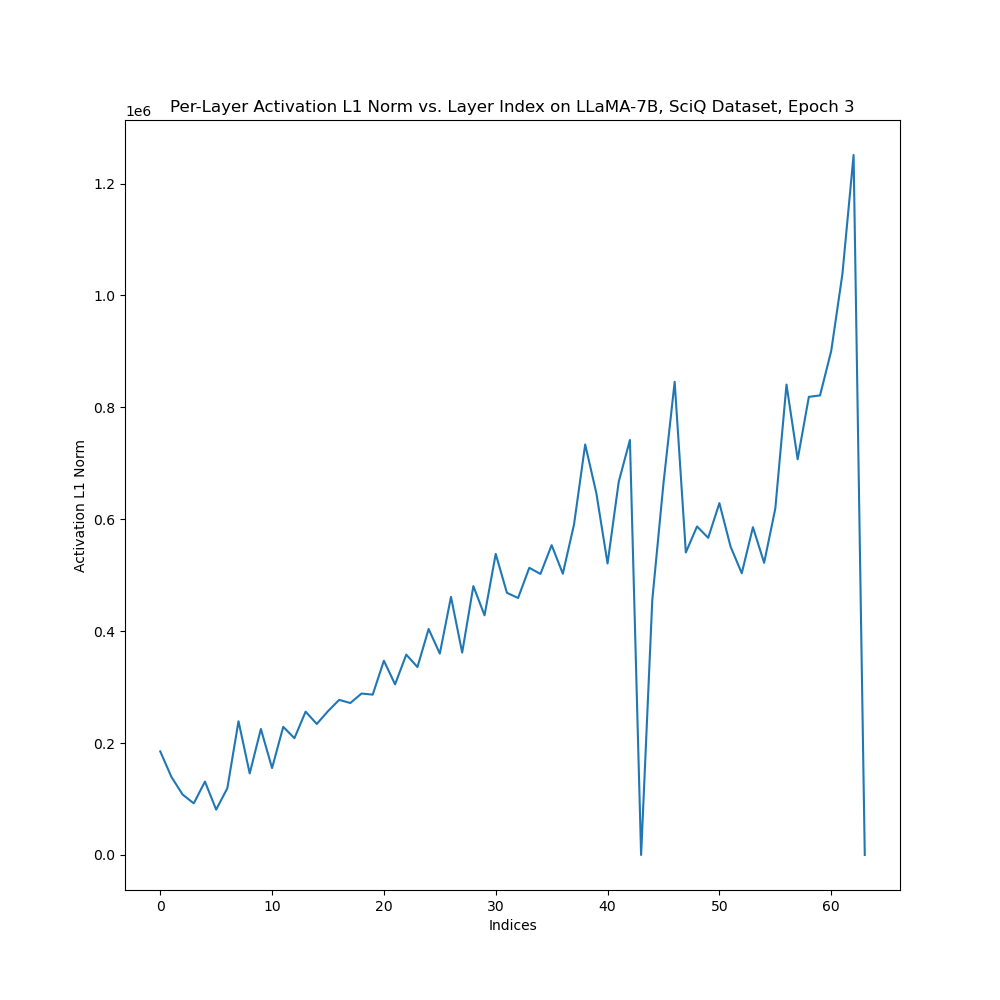 Per-Layer Activation L1 Norm vs. Layer Index on LLaMA-7B, SciQ Dataset, Epoch 3
1e6
1.2
1.0
0.8
0.6
0.4
0.2
0.0
Activation L1 Norm
0 10 20 30 40 50 60
Indices